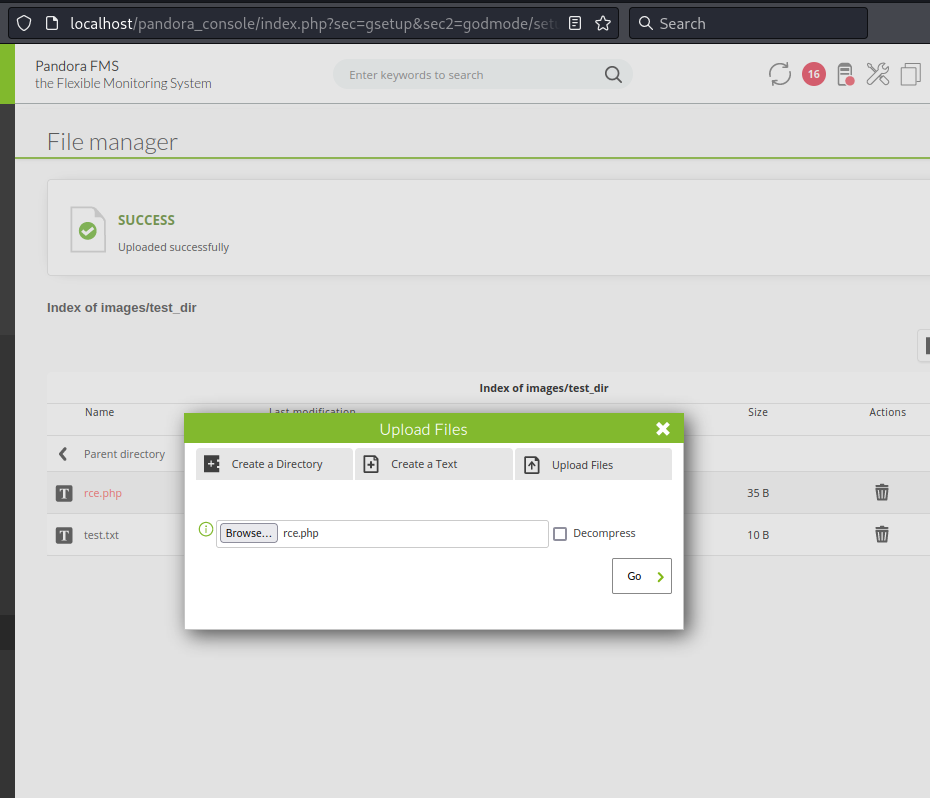 localhost/pandora_console/index.php?sec=gsetup&sec2=godmode/setu
Search
Pandora FMS
the Flexible Monitoring System
Enter keywords to search
16
File manager
SUCCESS
Uploaded successfully
Index of images/test_dir
Index of images/test_dir
Name Last modification Size Actions
Parent directory
T rce.php 35 B
T test.txt 10 B
Upload Files
Create a Directory Create a Text Upload Files
Browse... rce.php Decompress
Go